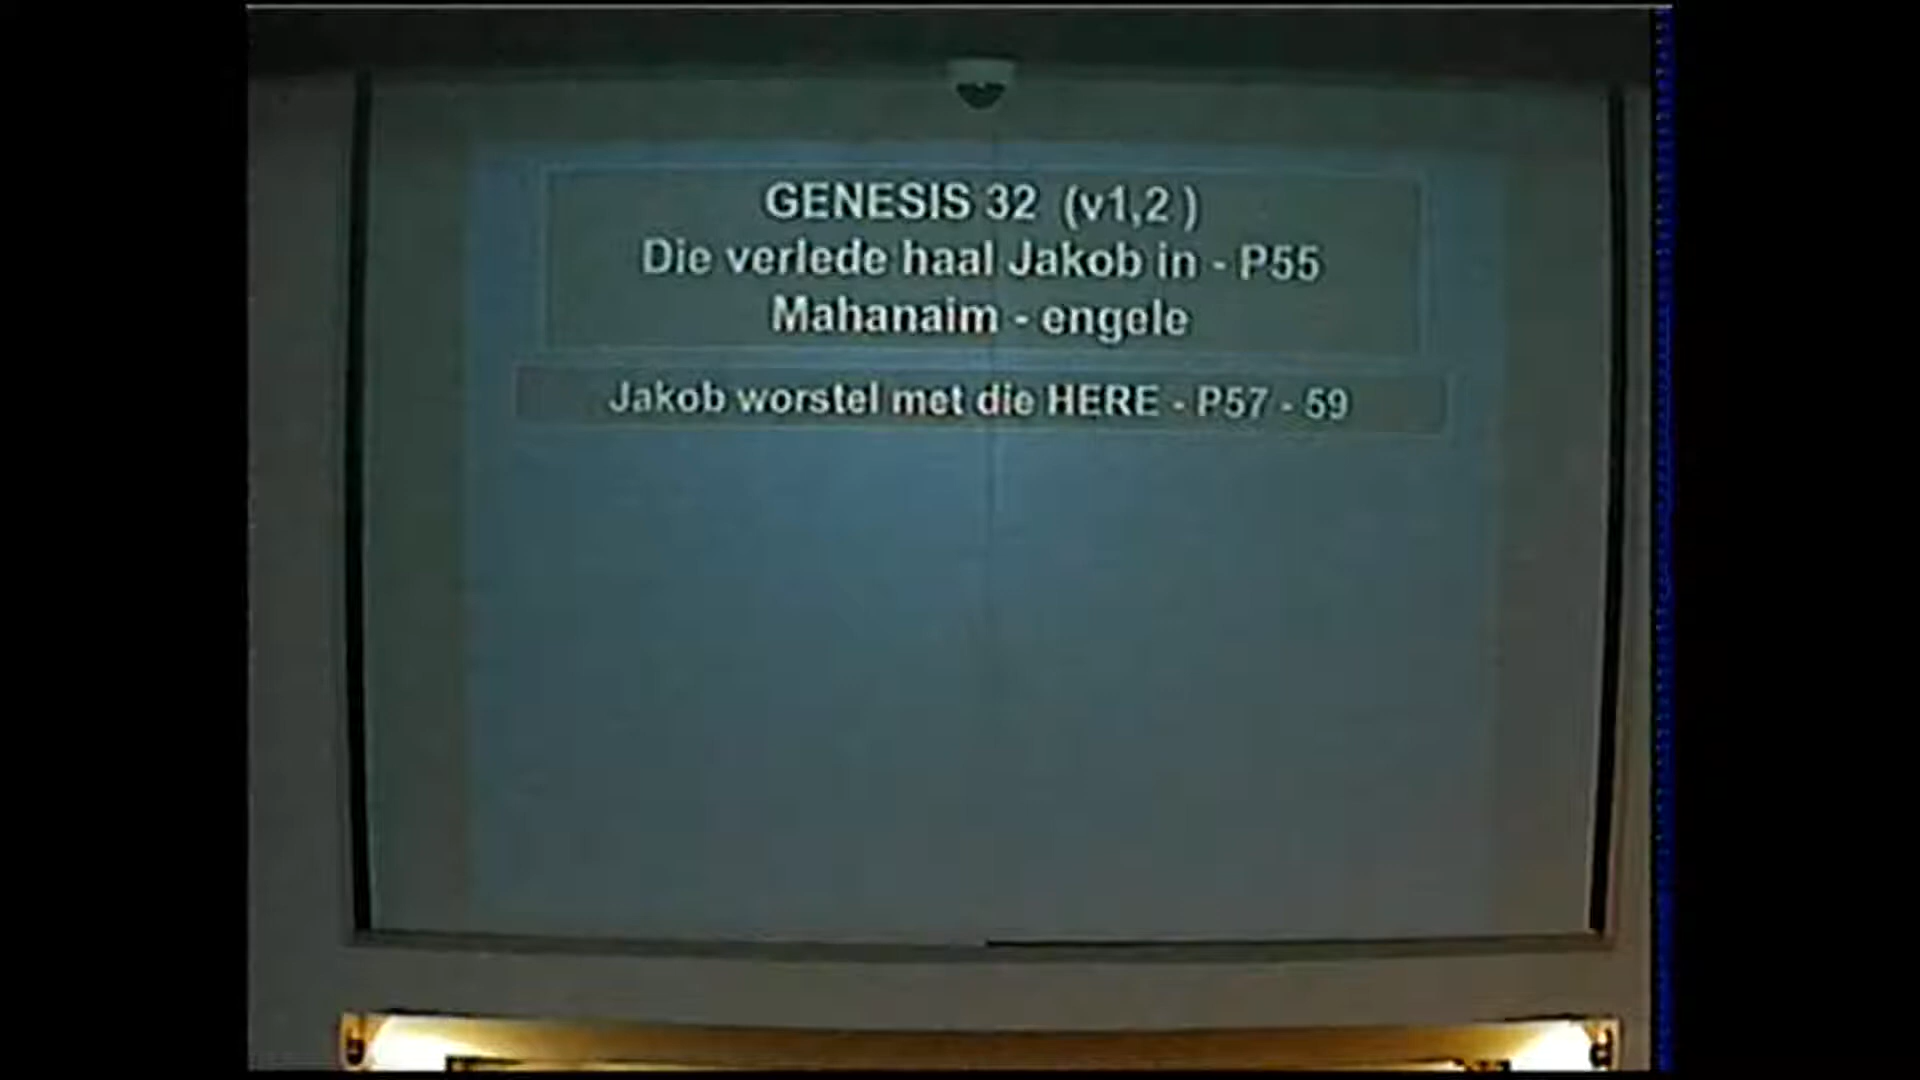 GENESIS 32 (v1,2 )
Die verlede haal Jakob in - P55
Mahanaim - engele
Jakob worstel met die HERE - P57 - 59